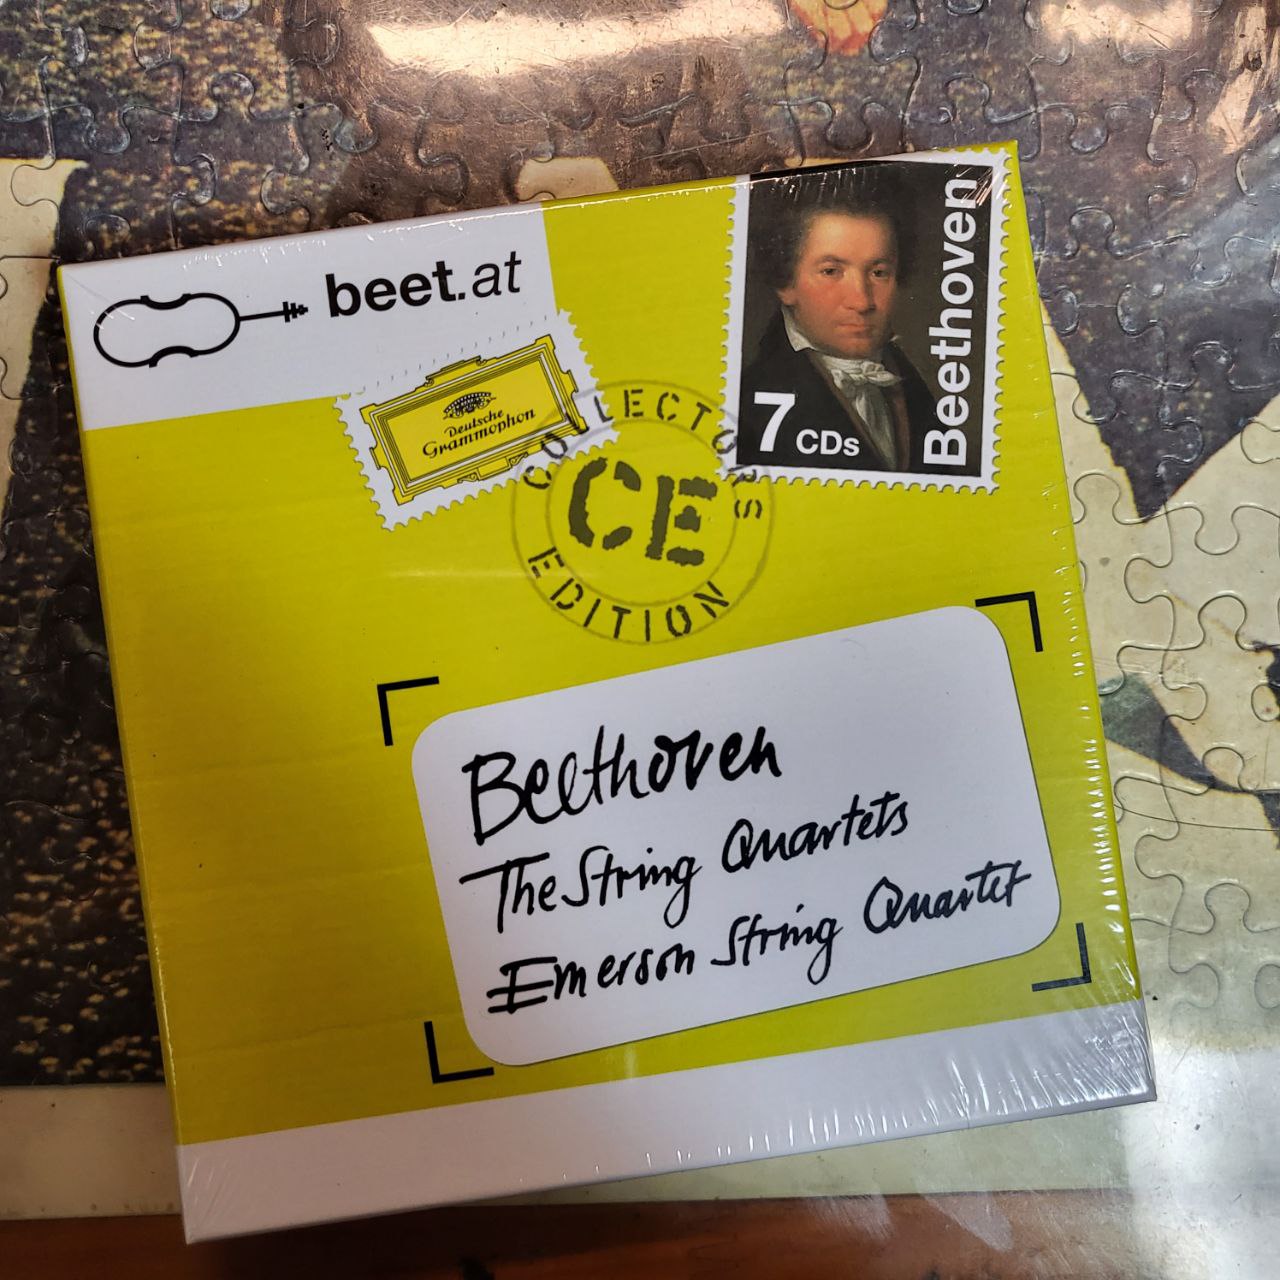 beet.at
Deutsche
Grammophon
COLLECTORS
CE
EDITION
7 CDs
Beethoven
Beethoven
The String Quartets
Emerson String Quartet